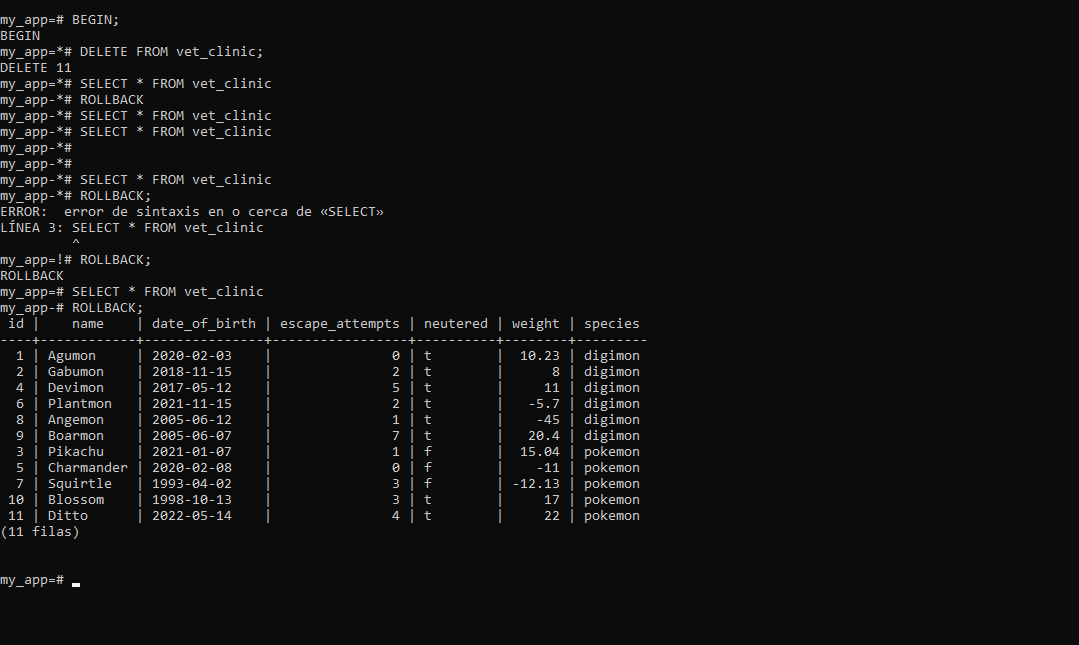 my_app=# BEGIN;
BEGIN
my_app=*# DELETE FROM vet_clinic;
DELETE 11
my_app=*# SELECT * FROM vet_clinic
my_app-*# ROLLBACK
my_app-*# SELECT * FROM vet_clinic
my_app-*# SELECT * FROM vet_clinic
my_app-*#
my_app-*#
my_app-*# SELECT * FROM vet_clinic
my_app-*# ROLLBACK;
ERROR:  error de sintaxis en o cerca de «SELECT»
LÍNEA 3: SELECT * FROM vet_clinic
         ^
my_app=!# ROLLBACK;
ROLLBACK
my_app=# SELECT * FROM vet_clinic
my_app-# ROLLBACK;
 id |    name    | date_of_birth | escape_attempts | neutered | weight | species
----+------------+---------------+-----------------+----------+--------+---------
  1 | Agumon     | 2020-02-03    |               0 | t        |  10.23 | digimon
  2 | Gabumon    | 2018-11-15    |               2 | t        |      8 | digimon
  4 | Devimon    | 2017-05-12    |               5 | t        |     11 | digimon
  6 | Plantmon   | 2021-11-15    |               2 | t        |   -5.7 | digimon
  8 | Angemon    | 2005-06-12    |               1 | t        |    -45 | digimon
  9 | Boarmon    | 2005-06-07    |               7 | t        |   20.4 | digimon
  3 | Pikachu    | 2021-01-07    |               1 | f        |  15.04 | pokemon
  5 | Charmander | 2020-02-08    |               0 | f        |    -11 | pokemon
  7 | Squirtle   | 1993-04-02    |               3 | f        | -12.13 | pokemon
 10 | Blossom    | 1998-10-13    |               3 | t        |     17 | pokemon
 11 | Ditto      | 2022-05-14    |               4 | t        |     22 | pokemon
(11 filas)
my_app=#